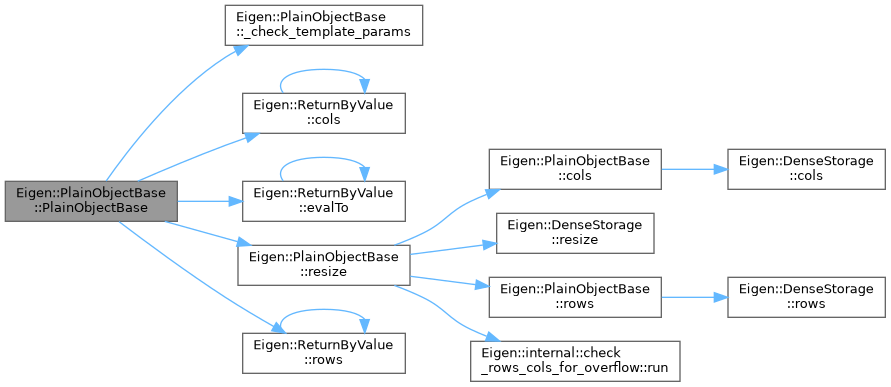 Eigen::PlainObjectBase
::PlainObjectBase
Eigen::PlainObjectBase
::_check_template_params
Eigen::ReturnByValue
::cols
Eigen::ReturnByValue
::evalTo
Eigen::PlainObjectBase
::resize
Eigen::ReturnByValue
::rows
Eigen::PlainObjectBase
::cols
Eigen::DenseStorage
::resize
Eigen::PlainObjectBase
::rows
Eigen::internal::check
_rows_cols_for_overflow::run
Eigen::DenseStorage
::cols
Eigen::DenseStorage
::rows